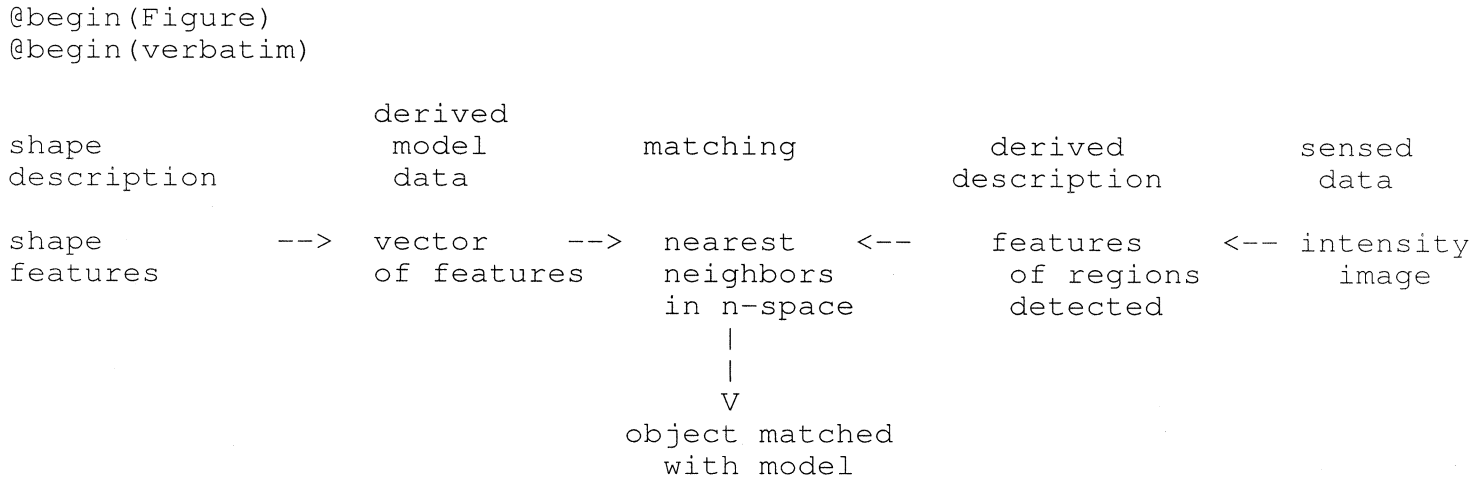 @begin(Figure)
@begin(verbatim)
derived
shape model matching derived sensed
description data description data
shape --> vector --> nearest <-- features <-- intensity
features of features neighbors of regions image
in n-space detected
|
|
V
object matched
with model